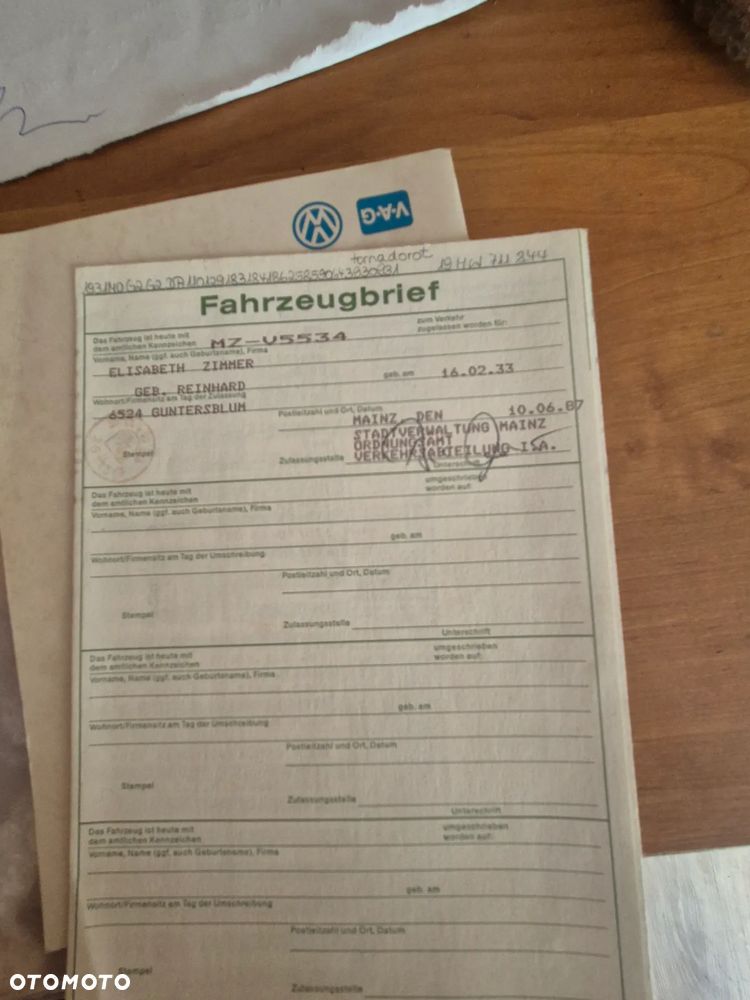 V·A·G
tornadorot
19 HW 711 244
Fahrzeugbrief
Das Fahrzeug ist heute mit
dem amtlichen Kennzeichen MZ-V5534
zum Verkehr
zugelassen worden für:
Vorname, Name (ggf. auch Geburtsname), Firma
ELISABETH ZIMMER
GEB. REINHARD
geb. am 16.02.33
Wohnort/Firmensitz am Tag der Zulassung
6524 GUNTERSBLUM
Postleitzahl und Ort, Datum
MAINZ, DEN 10.06.87
STADTVERWALTUNG MAINZ
ORDNUNGSAMT
Stempel
Zulassungsstelle VERKEHRSABTEILUNG I.A.
Unterschrift
Das Fahrzeug ist heute mit
dem amtlichen Kennzeichen
umgeschrieben
worden auf:
Vorname, Name (ggf. auch Geburtsname), Firma
geb. am
Wohnort/Firmensitz am Tag der Umschreibung
Postleitzahl und Ort, Datum
Stempel
Zulassungsstelle
Unterschrift
Das Fahrzeug ist heute mit
dem amtlichen Kennzeichen
umgeschrieben
worden auf:
Vorname, Name (ggf. auch Geburtsname), Firma
geb. am
Wohnort/Firmensitz am Tag der Umschreibung
Postleitzahl und Ort, Datum
Stempel
Zulassungsstelle
Unterschrift
Das Fahrzeug ist heute mit
dem amtlichen Kennzeichen
umgeschrieben
worden auf:
Vorname, Name (ggf. auch Geburtsname), Firma
geb. am
Wohnort/Firmensitz am Tag der Umschreibung
Postleitzahl und Ort, Datum
Stempel
Zulassungsstelle
OTOMOTO